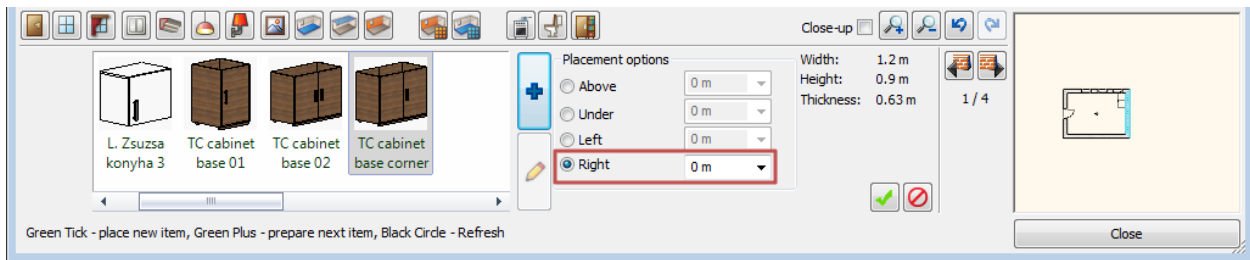 Close-up
L. Zsuzsa
konyha 3
TC cabinet
base 01
TC cabinet
base 02
TC cabinet
base corner
Placement options
Above 0 m
Under 0 m
Left 0 m
Right 0 m
Width: 1.2 m
Height: 0.9 m
Thickness: 0.63 m
1 / 4
Green Tick - place new item, Green Plus - prepare next item, Black Circle - Refresh
Close